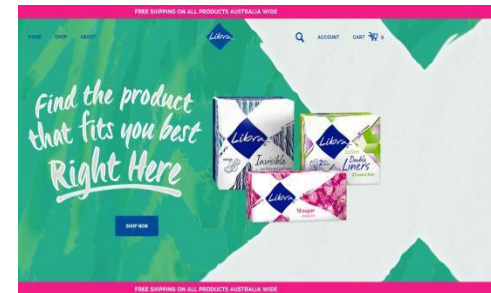 FREE SHIPPING ON ALL PRODUCTS AUSTRALIA WIDE
HOME SHOP ABOUT
Libra
ACCOUNT CART 0
Find the product
that fits you best
Right Here
SHOP NOW
Libra
Invisible
Libra
Double
Liners
Libra
16 super
FREE SHIPPING ON ALL PRODUCTS AUSTRALIA WIDE